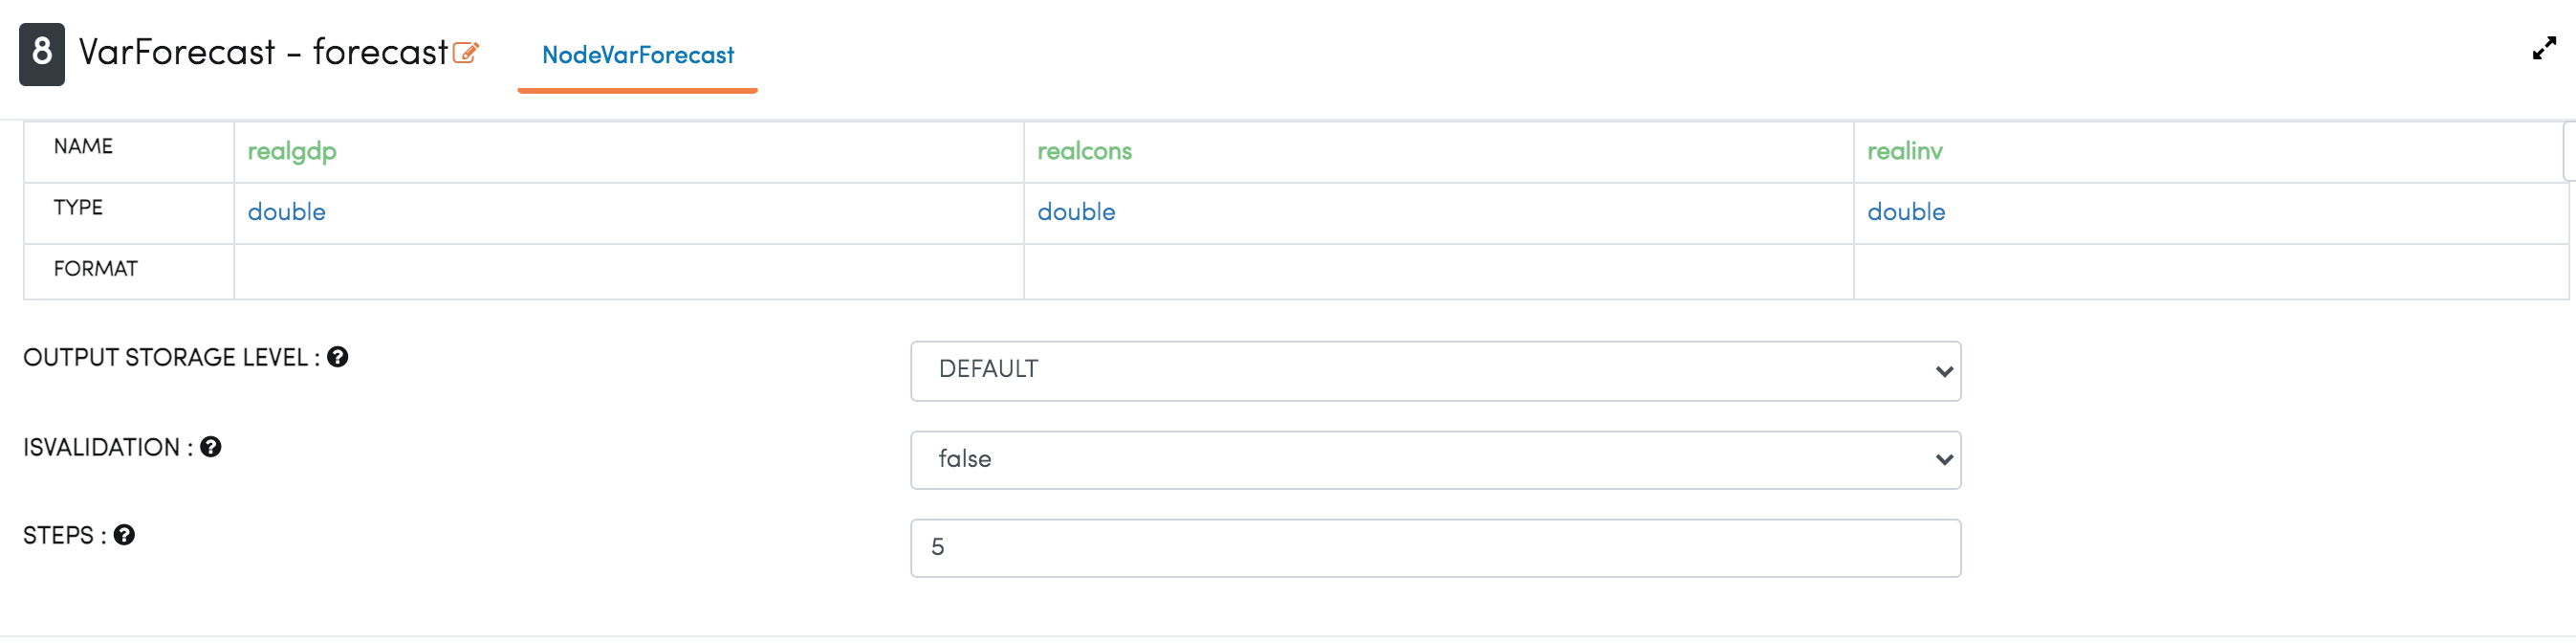 8 VarForecast - forecast NodeVarForecast
NAME realgdp realcons realinv
TYPE double double double
FORMAT
OUTPUT STORAGE LEVEL : ?
DEFAULT
ISVALIDATION : ?
false
STEPS : ?
5